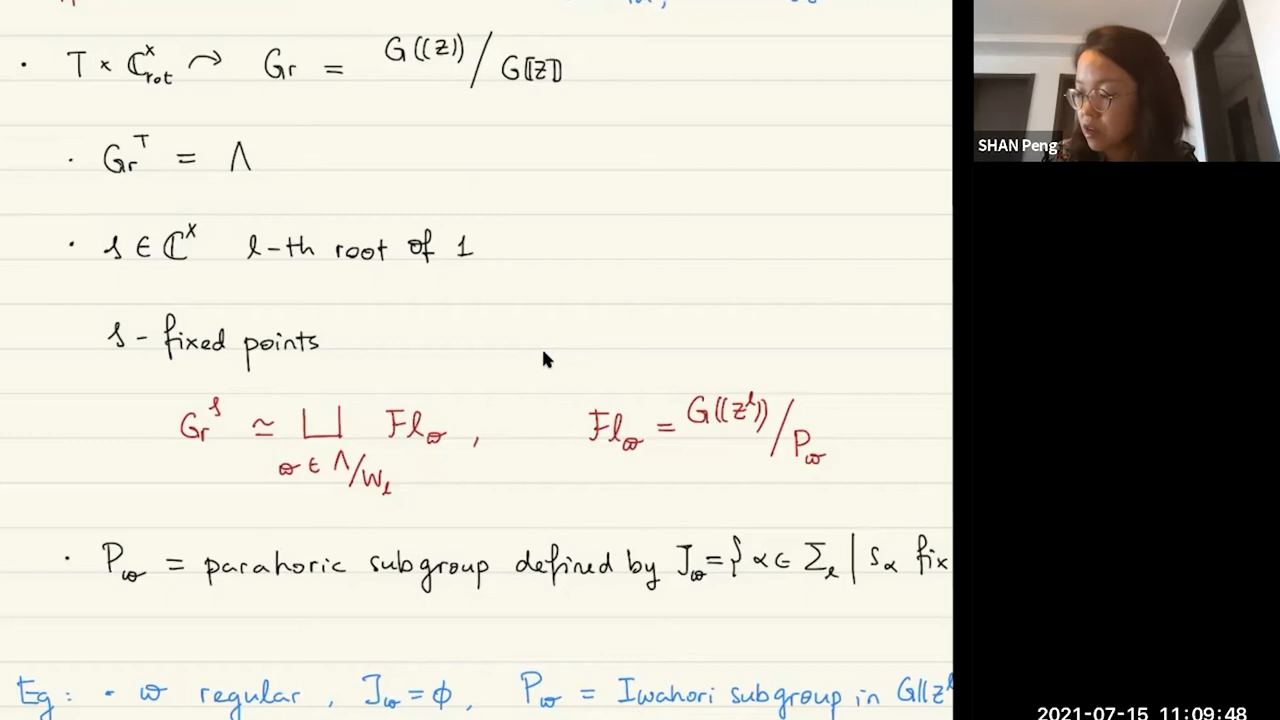 · T × ℂ^×_rot ↷ Gr = G((z)) / G[[z]]
· Gr^T = Λ
· ζ ∈ ℂ^× l-th root of 1
ζ - fixed points
Gr^ζ ≃ ⊔_{ϖ ∈ Λ/W_l} Fl_ϖ , Fl_ϖ = G((z^l)) / P_ϖ
· P_ϖ = parahoric subgroup defined by J_ϖ = { α ∈ Σ_l | s_α fix
Eg : · ϖ regular , J_ϖ = ϕ , P_ϖ = Iwahori subgroup in G((z^l
SHAN Peng
2021-07-15 11:09:48